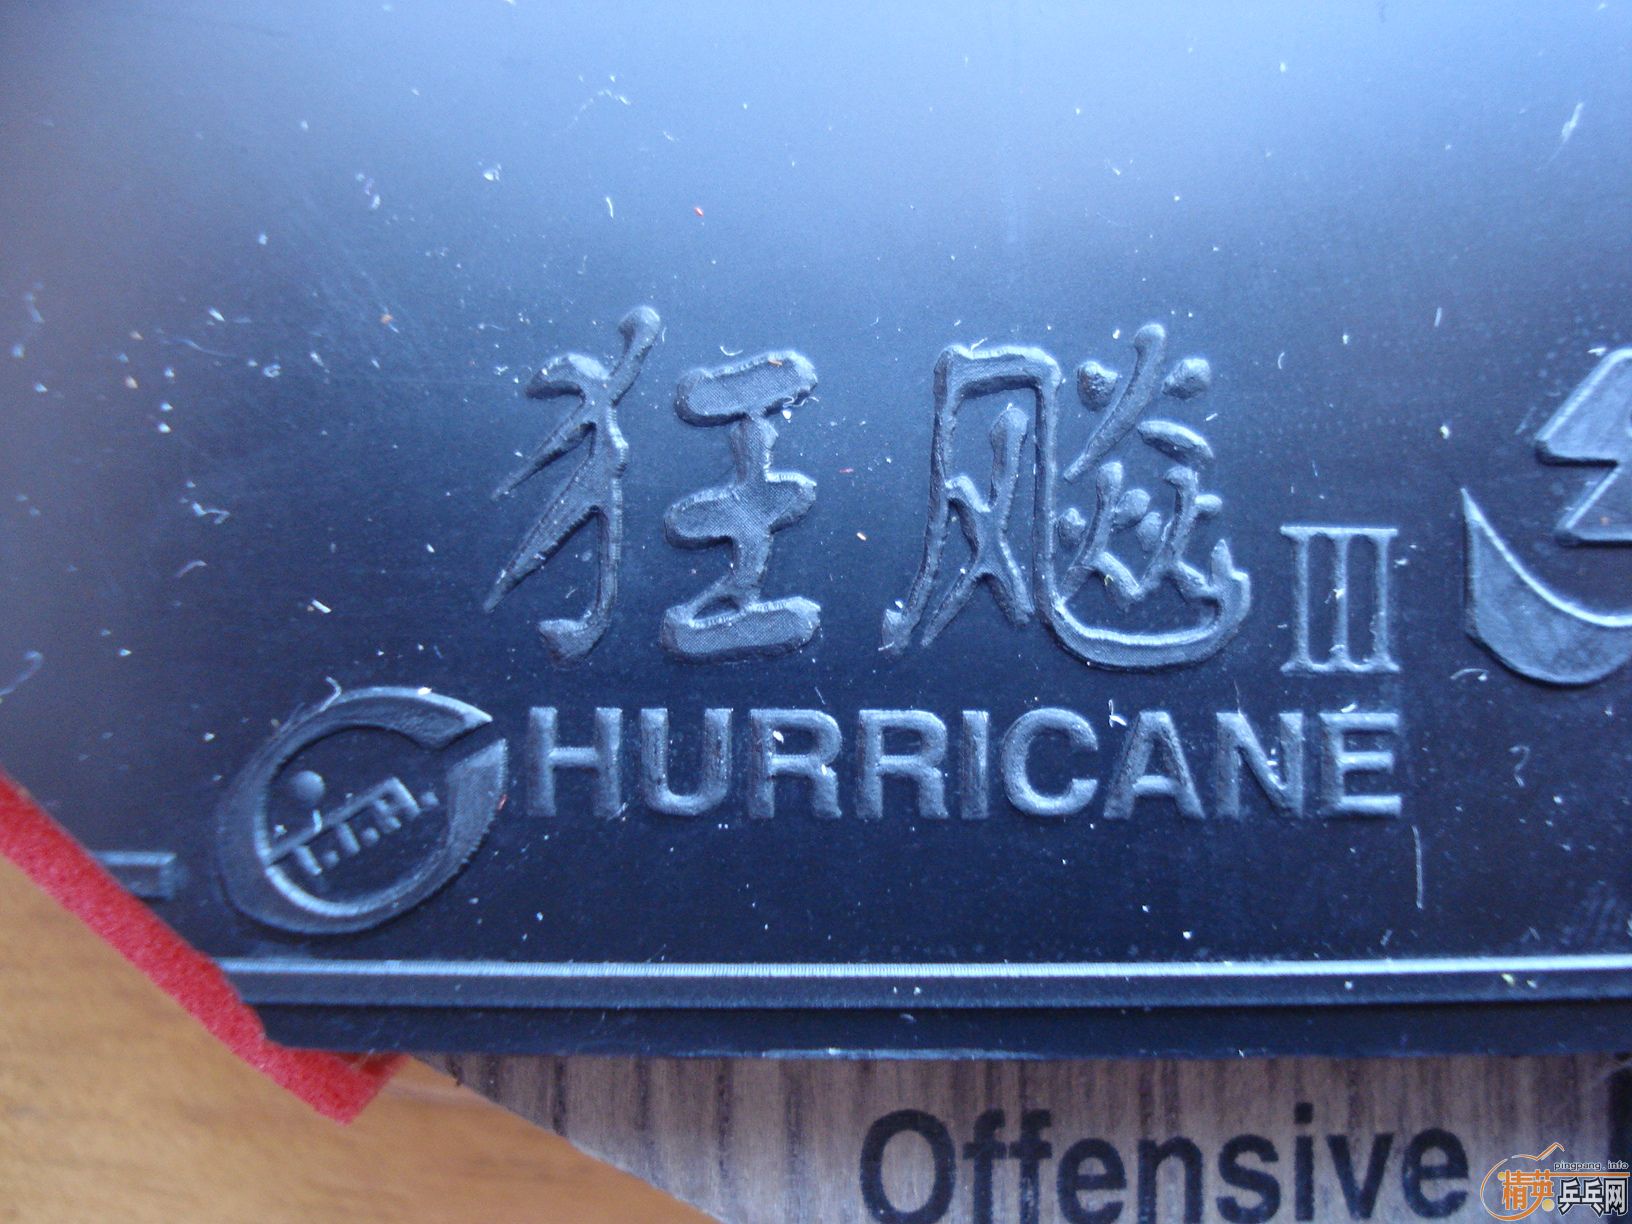 狂飚III
HURRICANE
I.T.T.F.
Offensive
pingpang.info
精英乒乓网